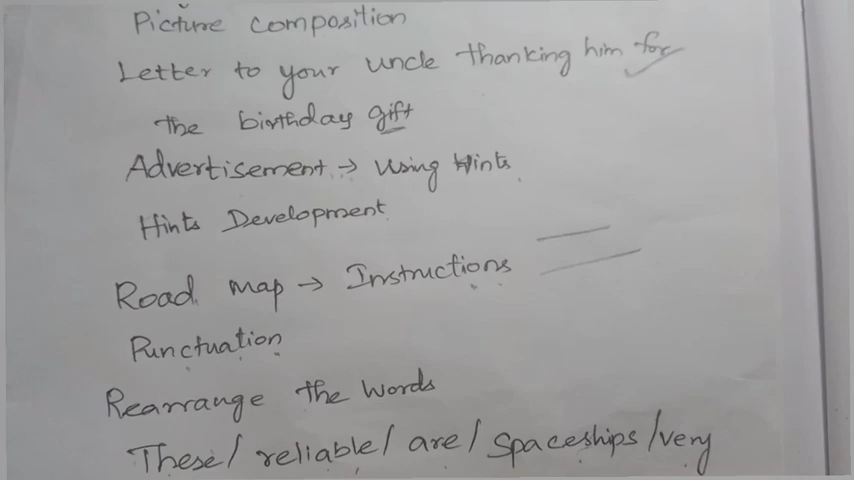 Picture composition
Letter to your uncle thanking him for
the birthday gift
Advertisement → Using Hints
Hints Development
Road map → Instructions
Punctuation
Rearrange the words
These/ reliable/ are/ spaceships /very